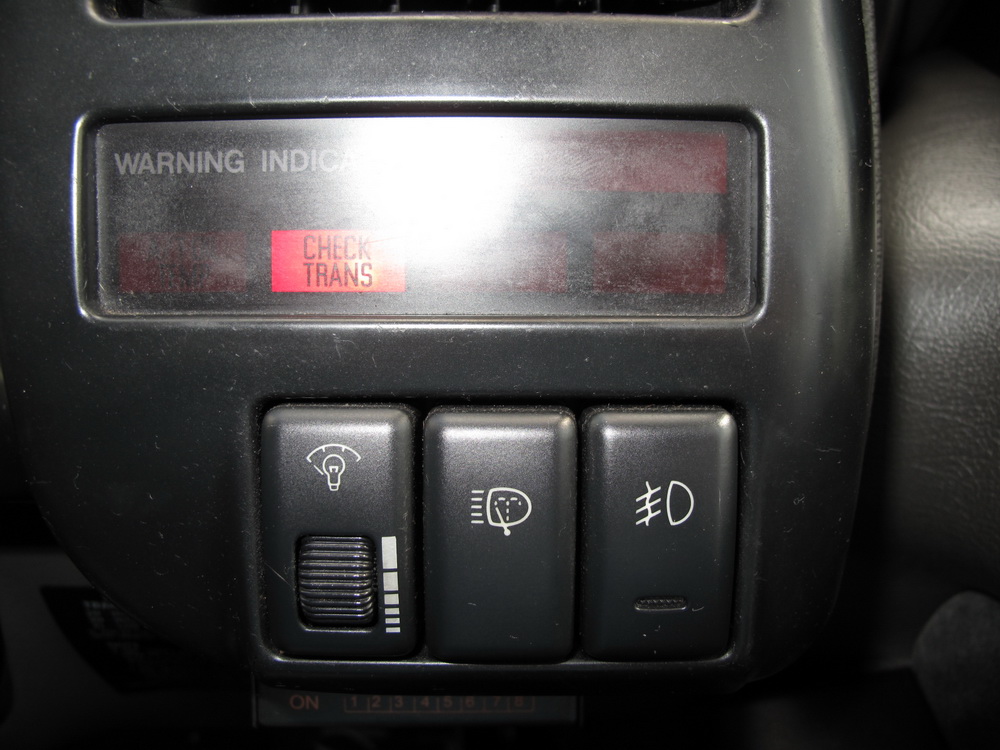 WARNING INDICA
CHECK
TRANS
ON 1 2 3 4 5 6 7 8